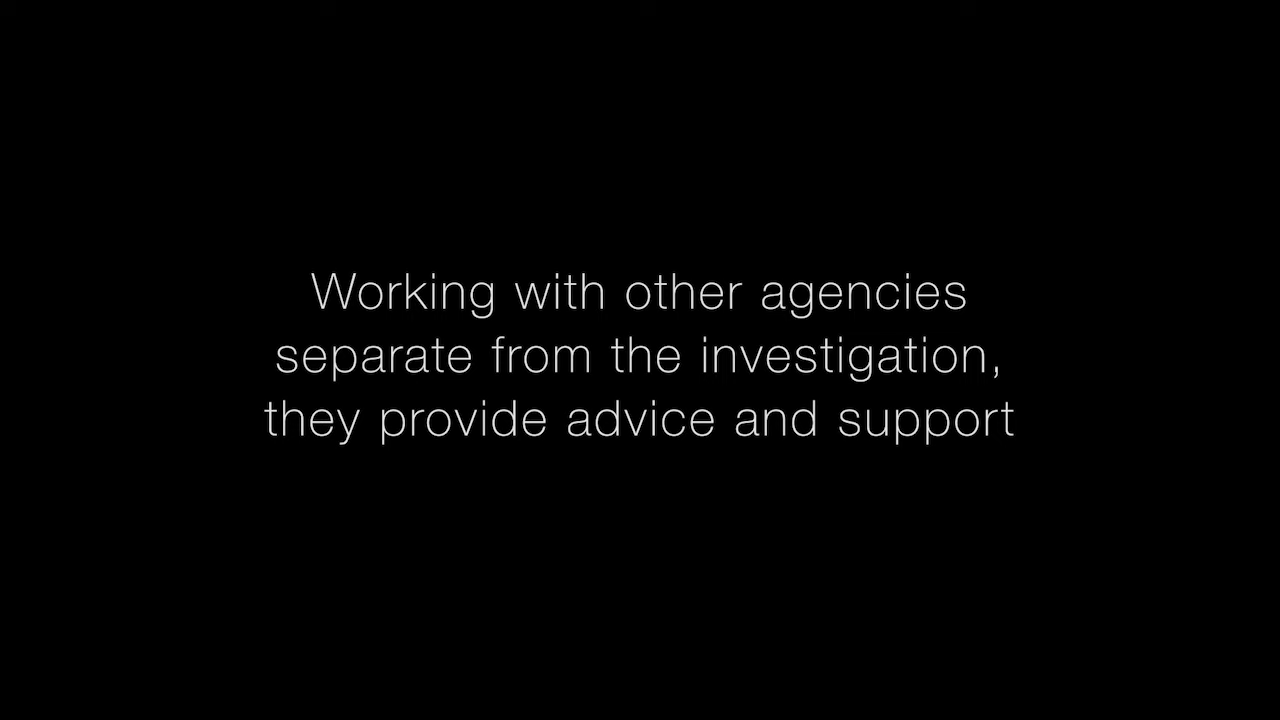 Working with other agencies
separate from the investigation,
they provide advice and support